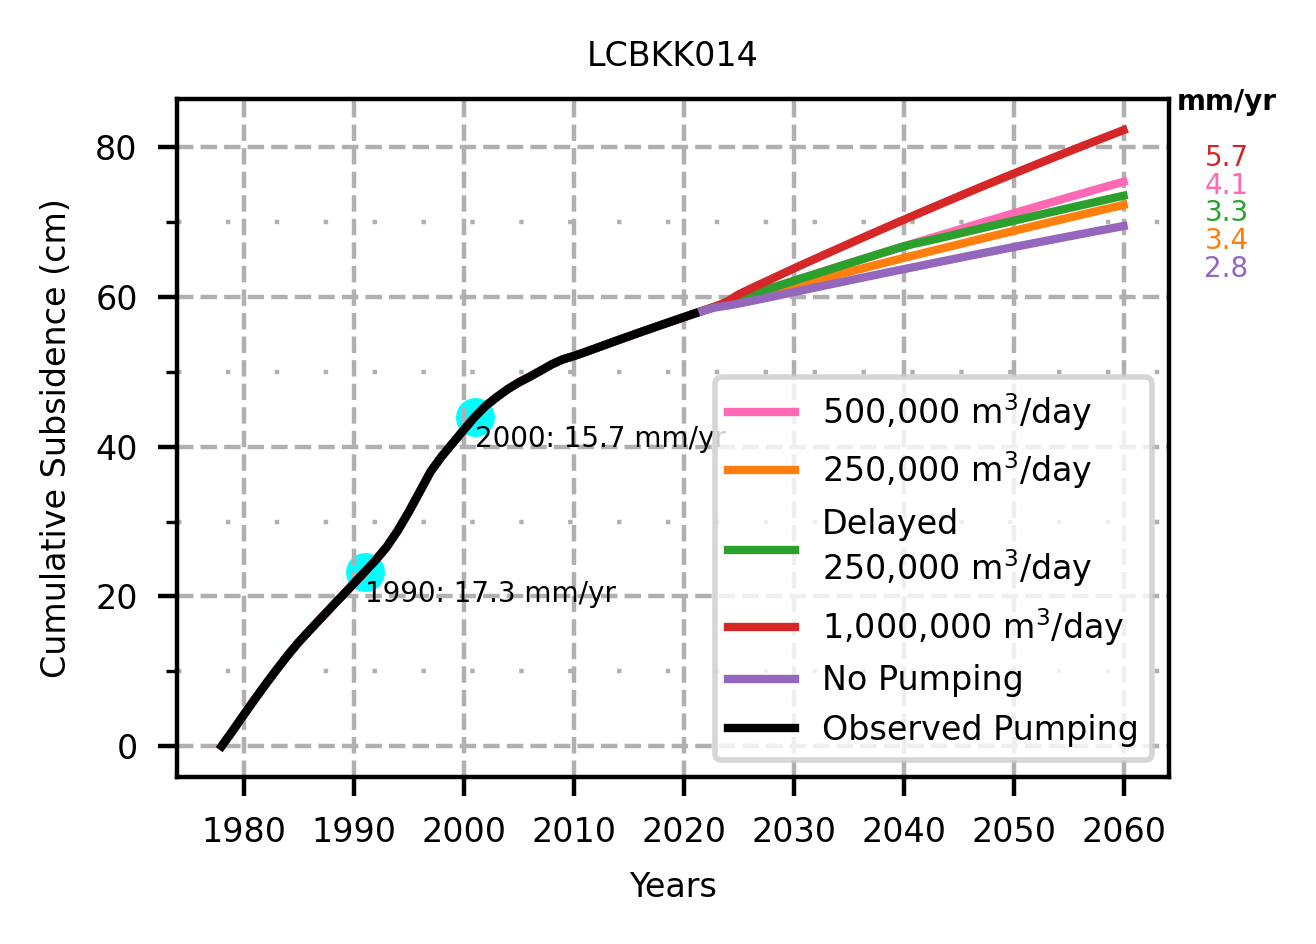 LCBKK014
mm/yr
5.7
4.1
3.3
3.4
2.8
Cumulative Subsidence (cm)
80
60
40
20
0
2000: 15.7 mm/yr
1990: 17.3 mm/yr
500,000 m³/day
250,000 m³/day
Delayed
250,000 m³/day
1,000,000 m³/day
No Pumping
Observed Pumping
1980 1990 2000 2010 2020 2030 2040 2050 2060
Years